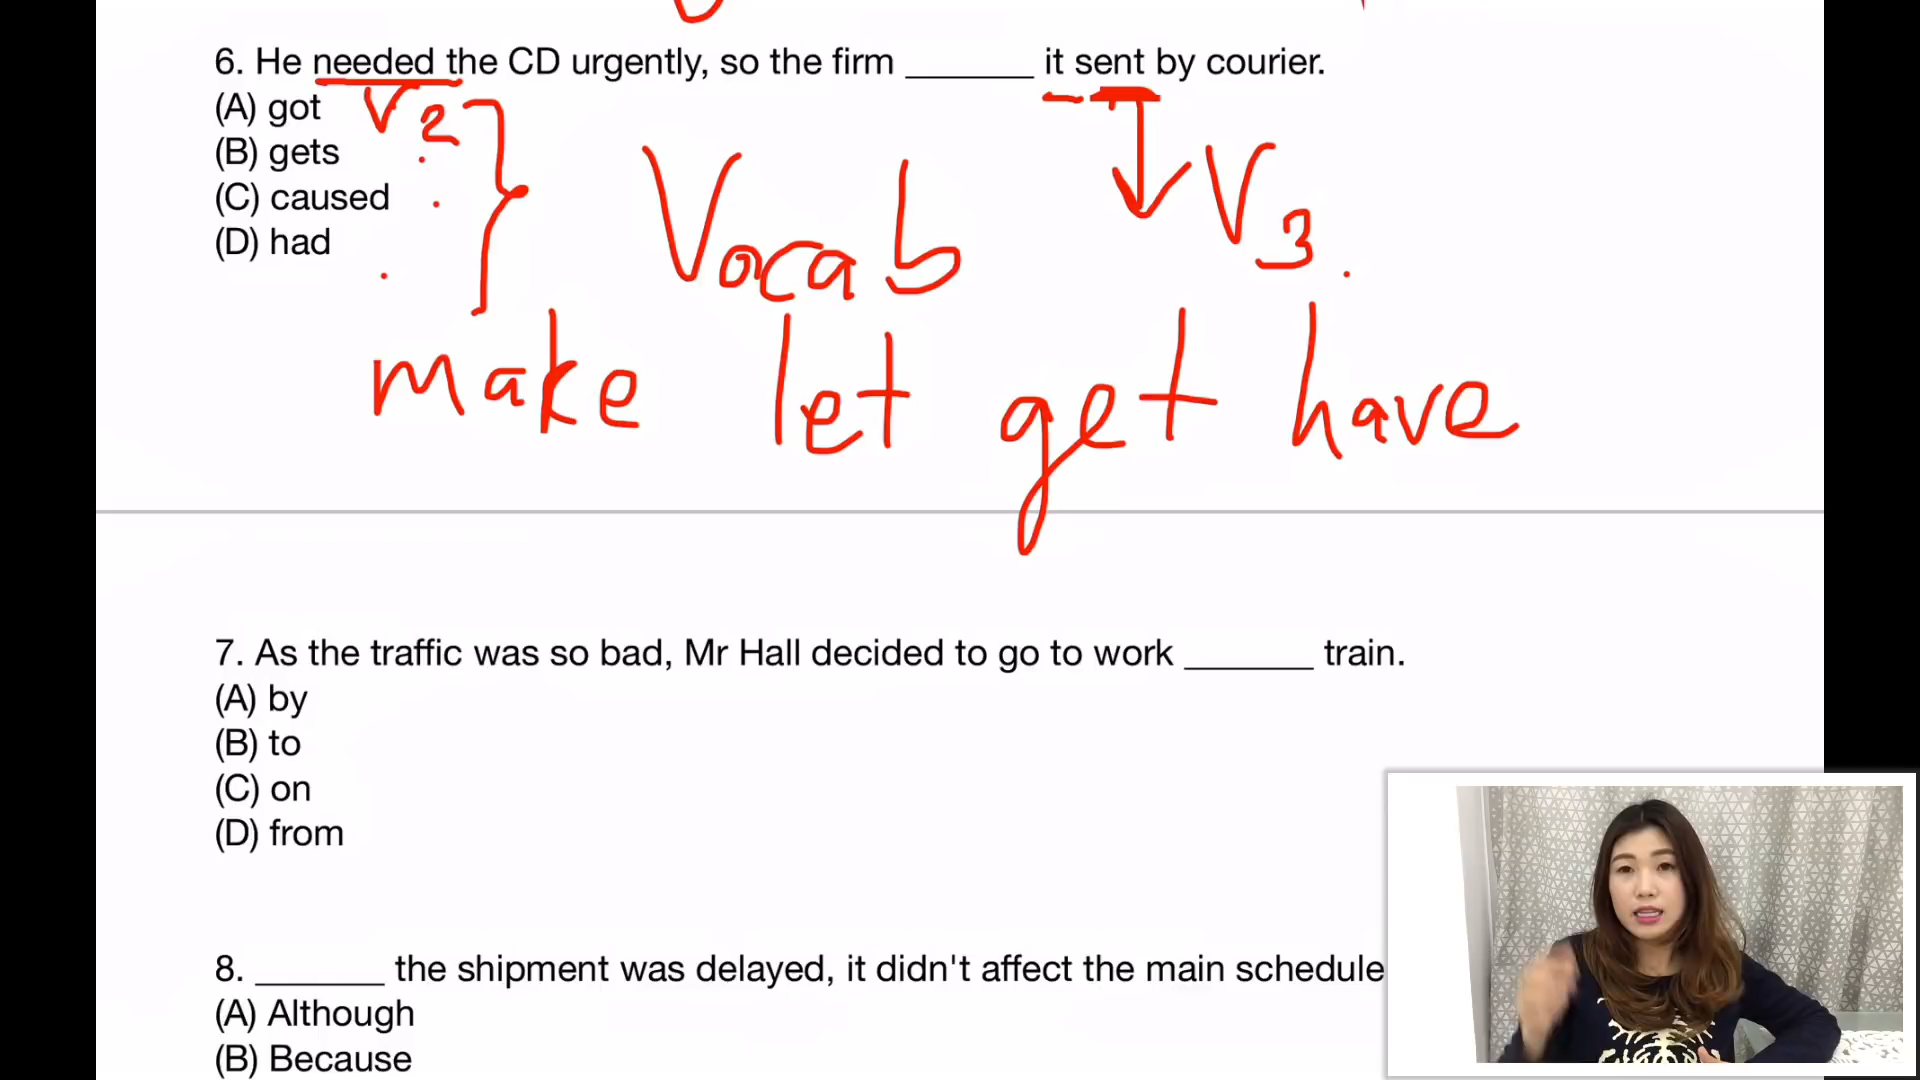 6. He needed the CD urgently, so the firm _______ it sent by courier.
(A) got
V2
(B) gets
(C) caused
(D) had
Vocab
V3.
make let get have
7. As the traffic was so bad, Mr Hall decided to go to work _______ train.
(A) by
(B) to
(C) on
(D) from
8. _______ the shipment was delayed, it didn't affect the main schedule
(A) Although
(B) Because